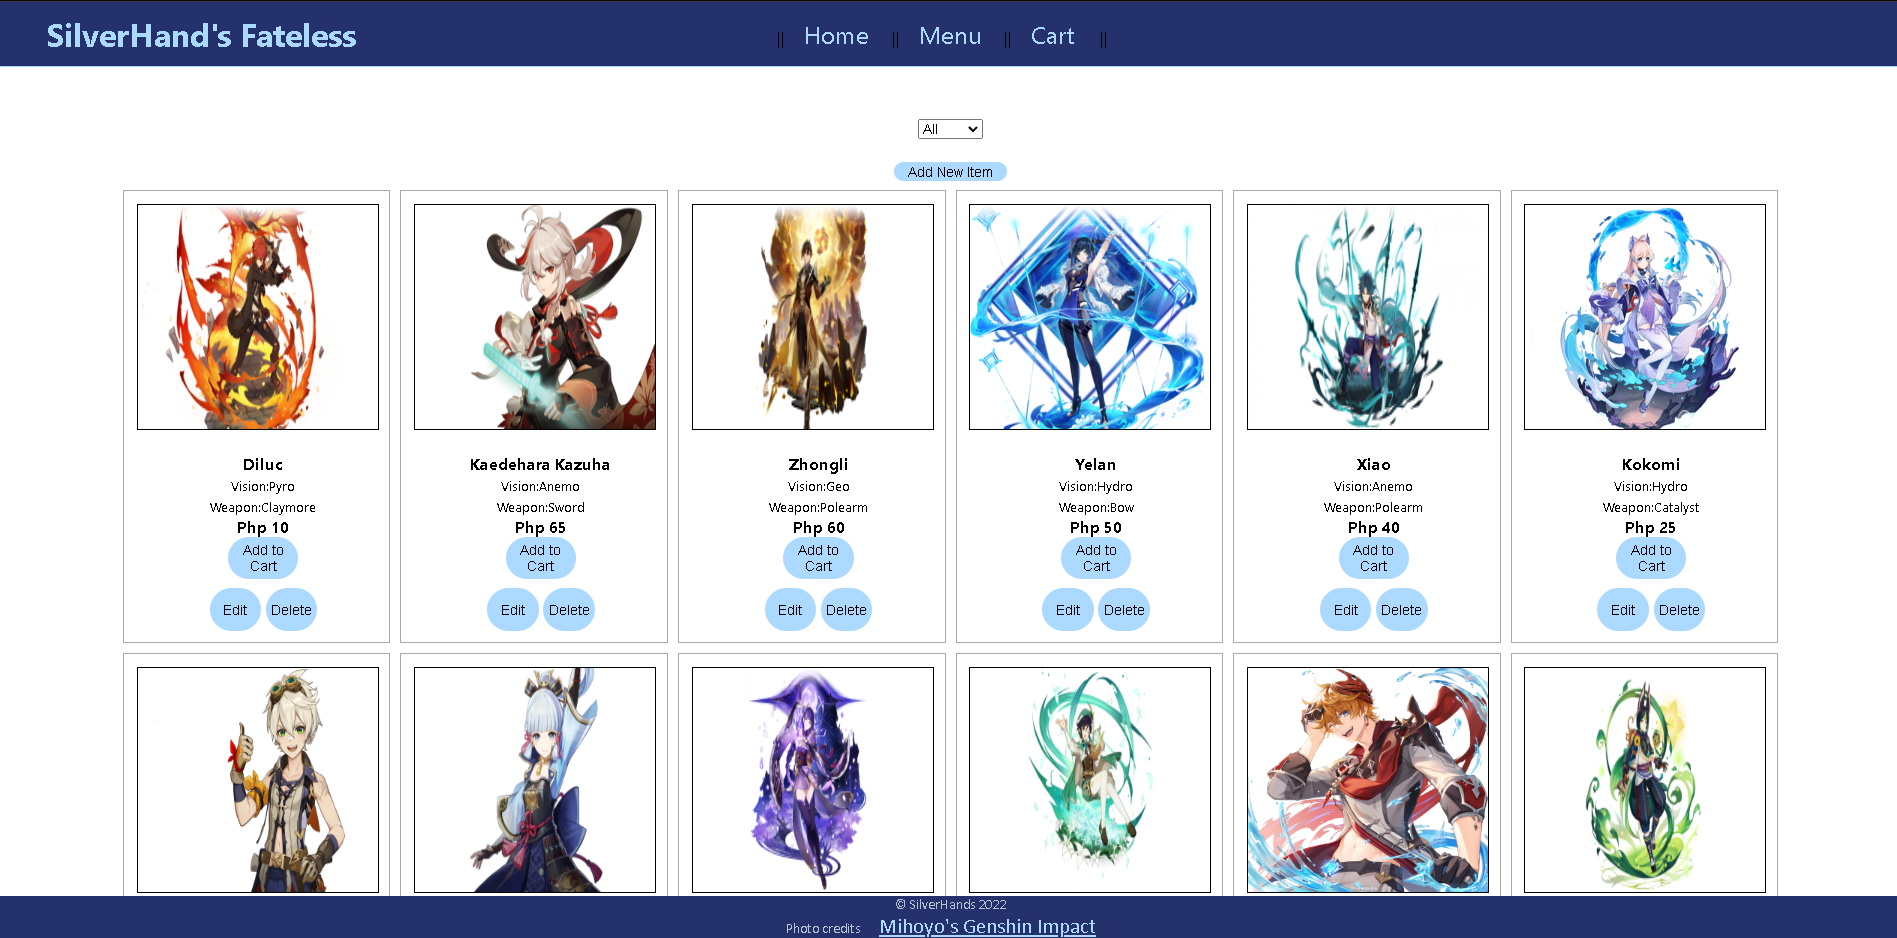 SilverHand's Fateless
|| Home || Menu || Cart ||
All
Add New Item
Diluc
Vision:Pyro
Weapon:Claymore
Php 10
Add to
Cart
Edit Delete
Kaedehara Kazuha
Vision:Anemo
Weapon:Sword
Php 65
Add to
Cart
Edit Delete
Zhongli
Vision:Geo
Weapon:Polearm
Php 60
Add to
Cart
Edit Delete
Yelan
Vision:Hydro
Weapon:Bow
Php 50
Add to
Cart
Edit Delete
Xiao
Vision:Anemo
Weapon:Polearm
Php 40
Add to
Cart
Edit Delete
Kokomi
Vision:Hydro
Weapon:Catalyst
Php 25
Add to
Cart
Edit Delete
© SilverHands 2022
Photo credits Mihoyo's Genshin Impact